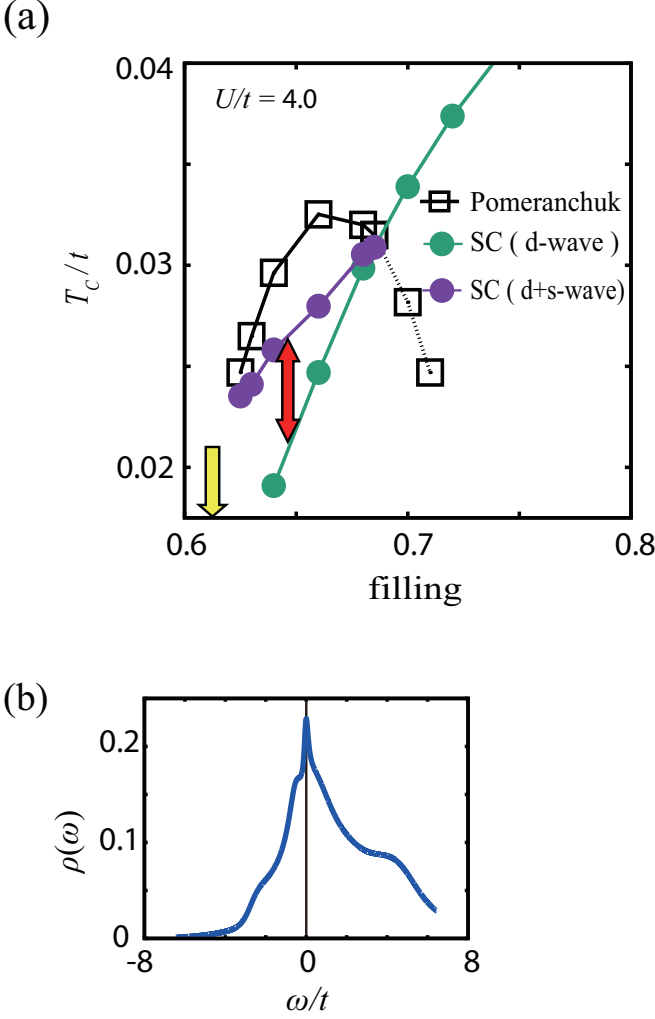 (a)
0.04
U/t = 4.0
Pomeranchuk
SC ( d-wave )
SC ( d+s-wave)
0.03
T_C/t
0.02
0.6
0.7
0.8
filling
(b)
0.2
0.1
0
ρ(ω)
-8
0
8
ω/t